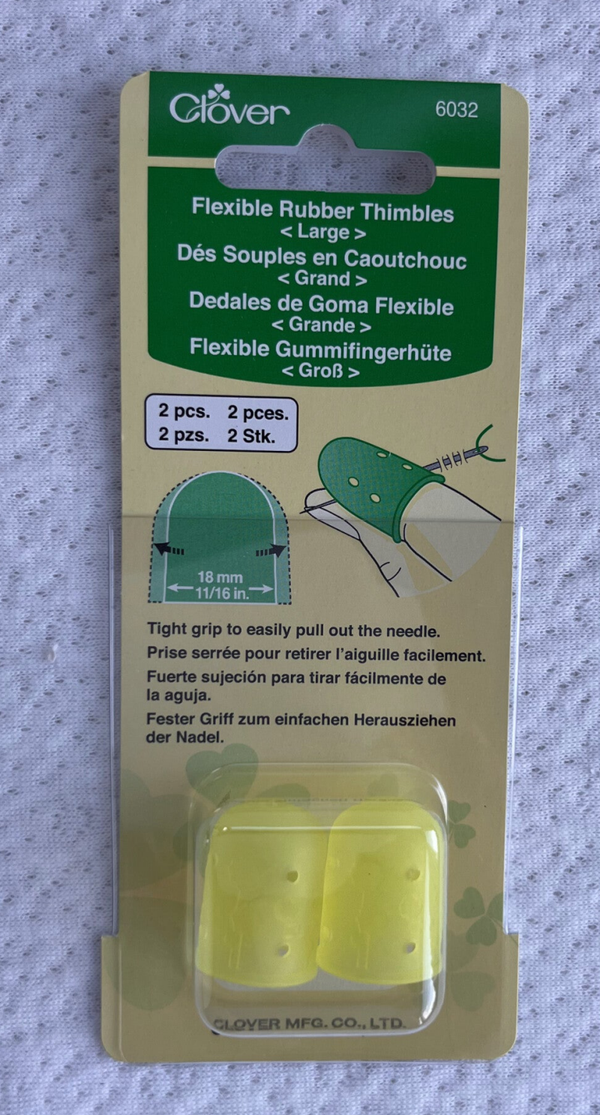 Clover
6032
Flexible Rubber Thimbles
< Large >
Dés Souples en Caoutchouc
< Grand >
Dedales de Goma Flexible
< Grande >
Flexible Gummifingerhüte
< Groß >
2 pcs. 2 pces.
2 pzs. 2 Stk.
18 mm
11/16 in.
Tight grip to easily pull out the needle.
Prise serrée pour retirer l'aiguille facilement.
Fuerte sujeción para tirar fácilmente de
la aguja.
Fester Griff zum einfachen Herausziehen
der Nadel.
CLOVER MFG. CO., LTD.